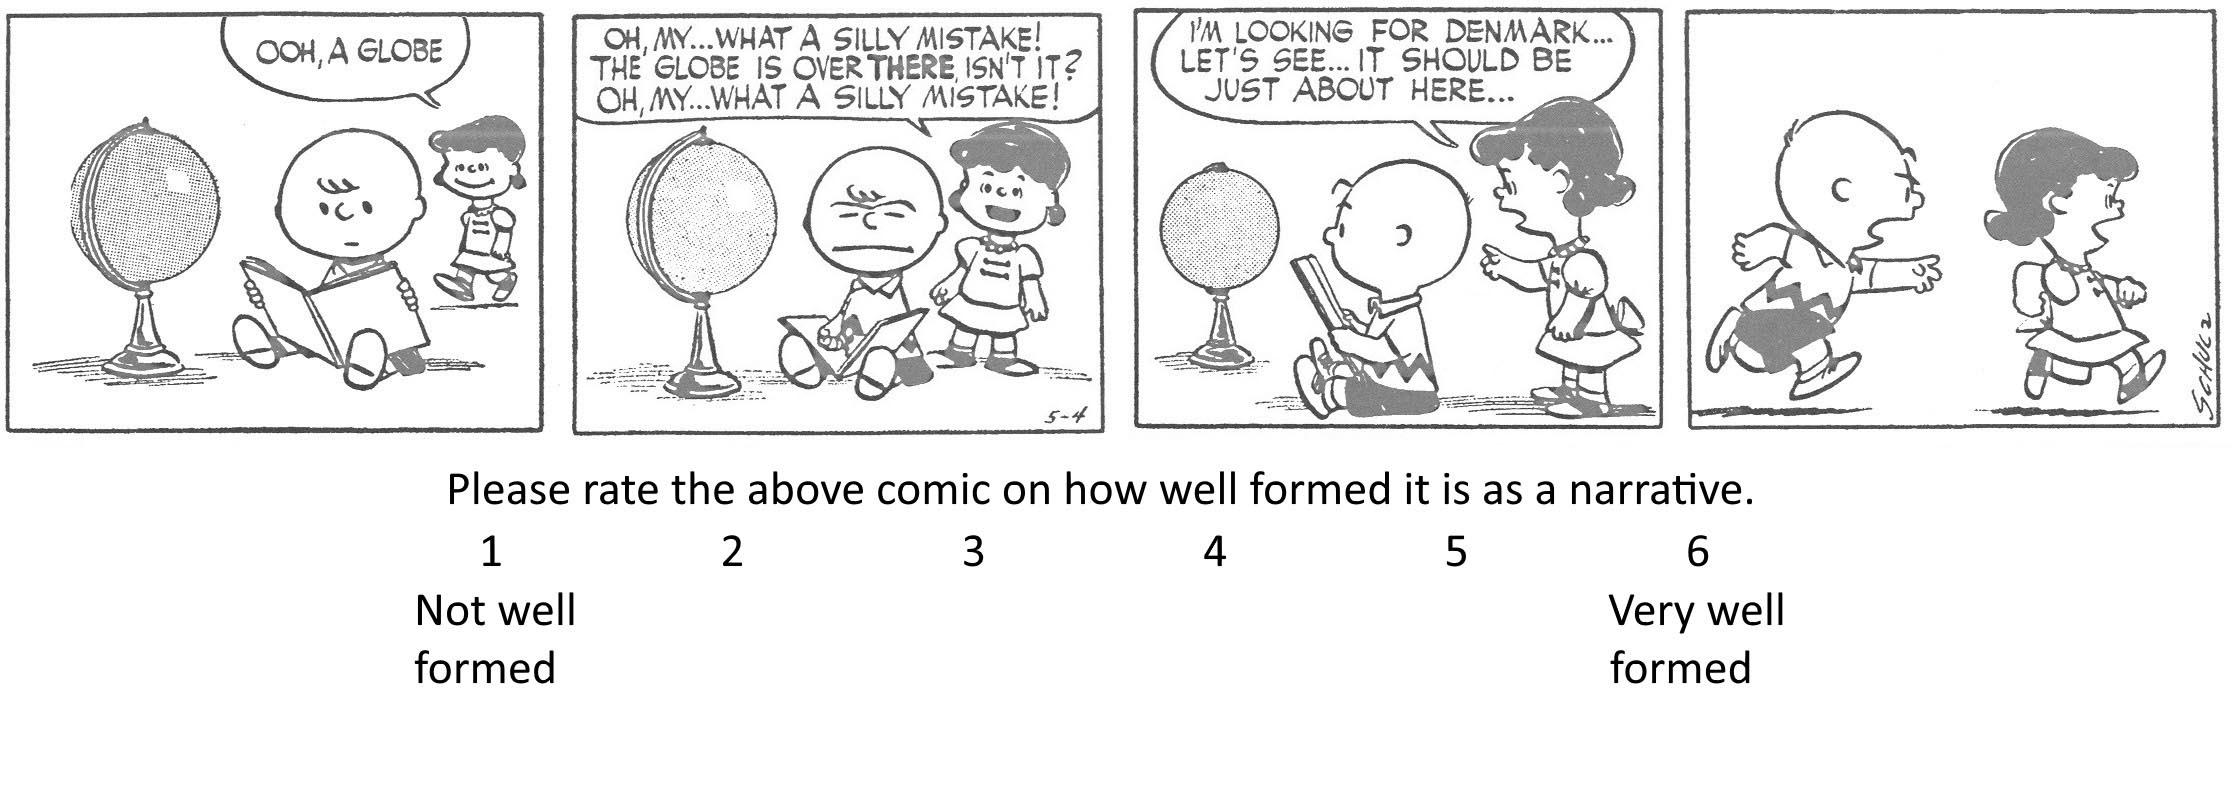 OOH, A GLOBE
OH, MY...WHAT A SILLY MISTAKE!
THE GLOBE IS OVER THERE, ISN'T IT?
OH, MY...WHAT A SILLY MISTAKE!
5-4
I'M LOOKING FOR DENMARK...
LET'S SEE... IT SHOULD BE
JUST ABOUT HERE...
SCHULZ
Please rate the above comic on how well formed it is as a narrative.
1 2 3 4 5 6
Not well
formed
Very well
formed